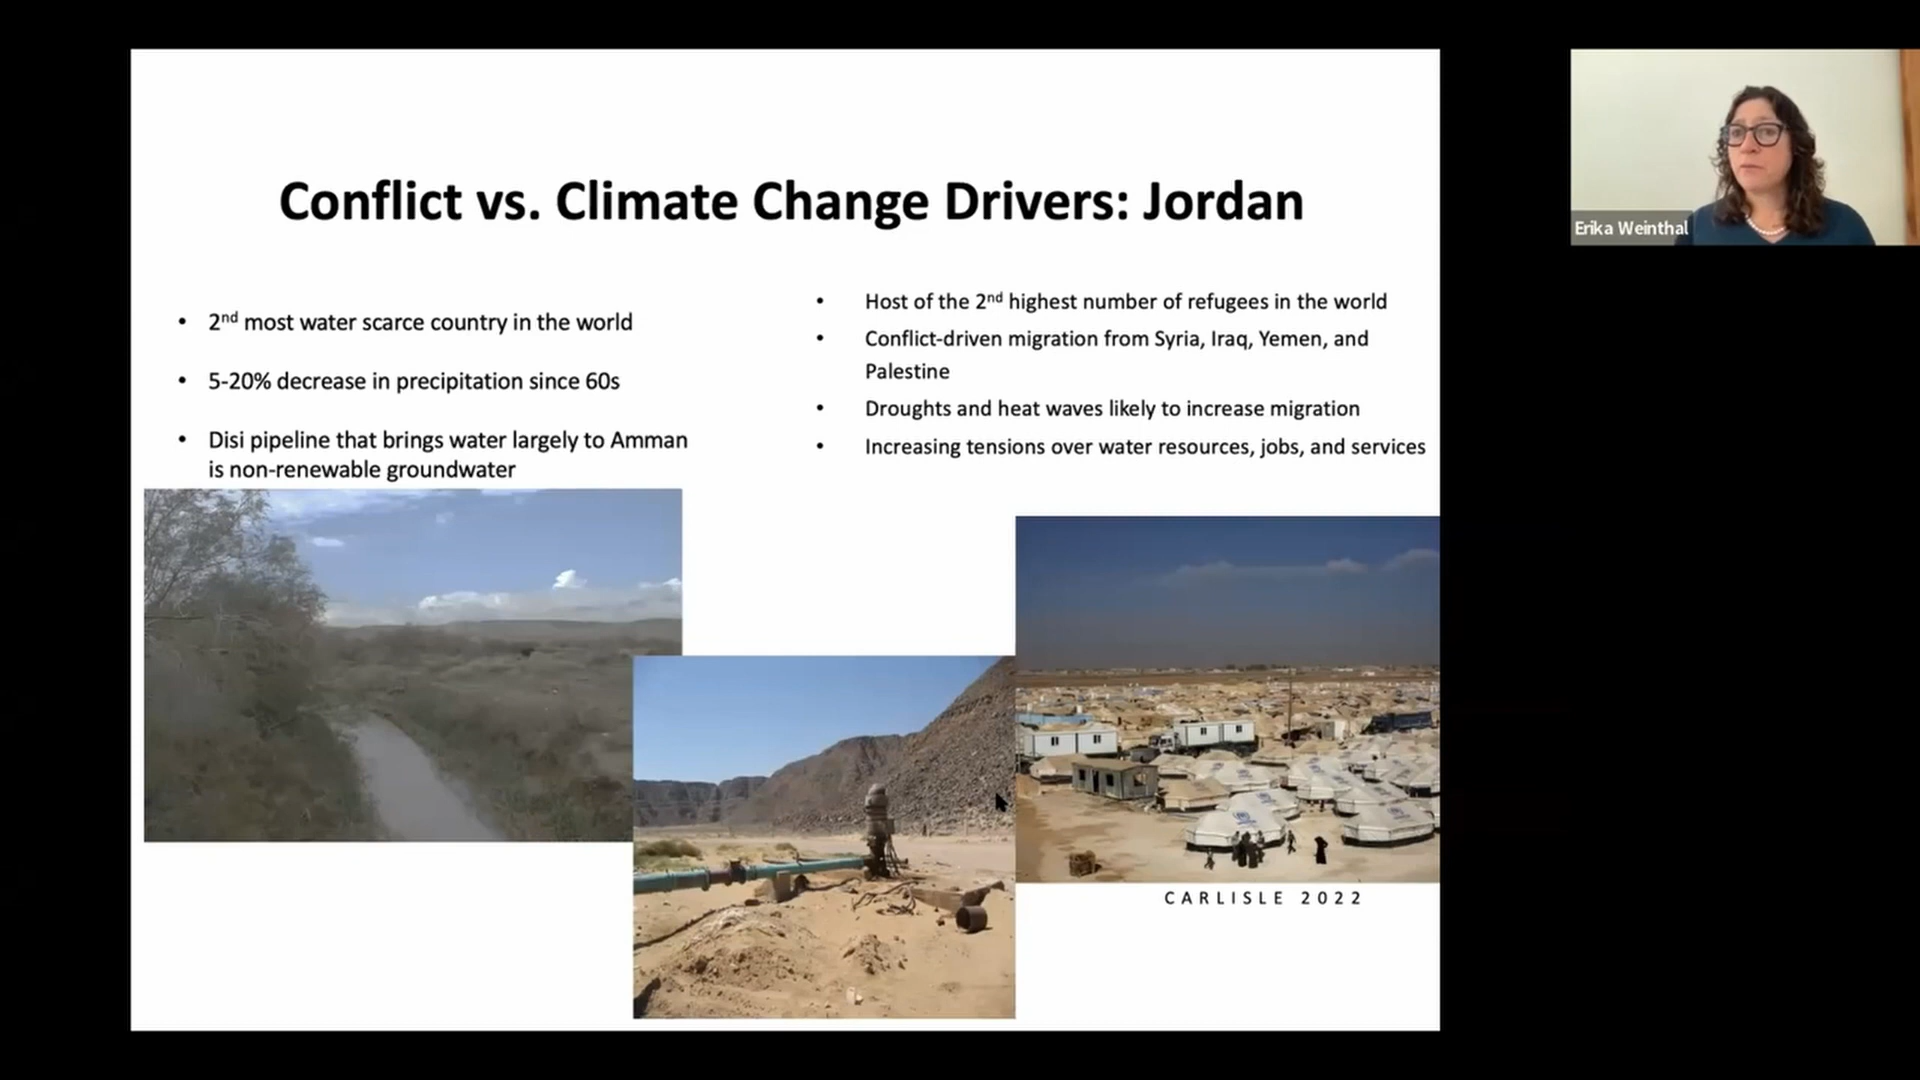 Conflict vs. Climate Change Drivers: Jordan
• 2nd most water scarce country in the world
• 5-20% decrease in precipitation since 60s
• Disi pipeline that brings water largely to Amman
is non-renewable groundwater
• Host of the 2nd highest number of refugees in the world
• Conflict-driven migration from Syria, Iraq, Yemen, and
Palestine
• Droughts and heat waves likely to increase migration
• Increasing tensions over water resources, jobs, and services
CARLISLE 2022
Erika Weinthal